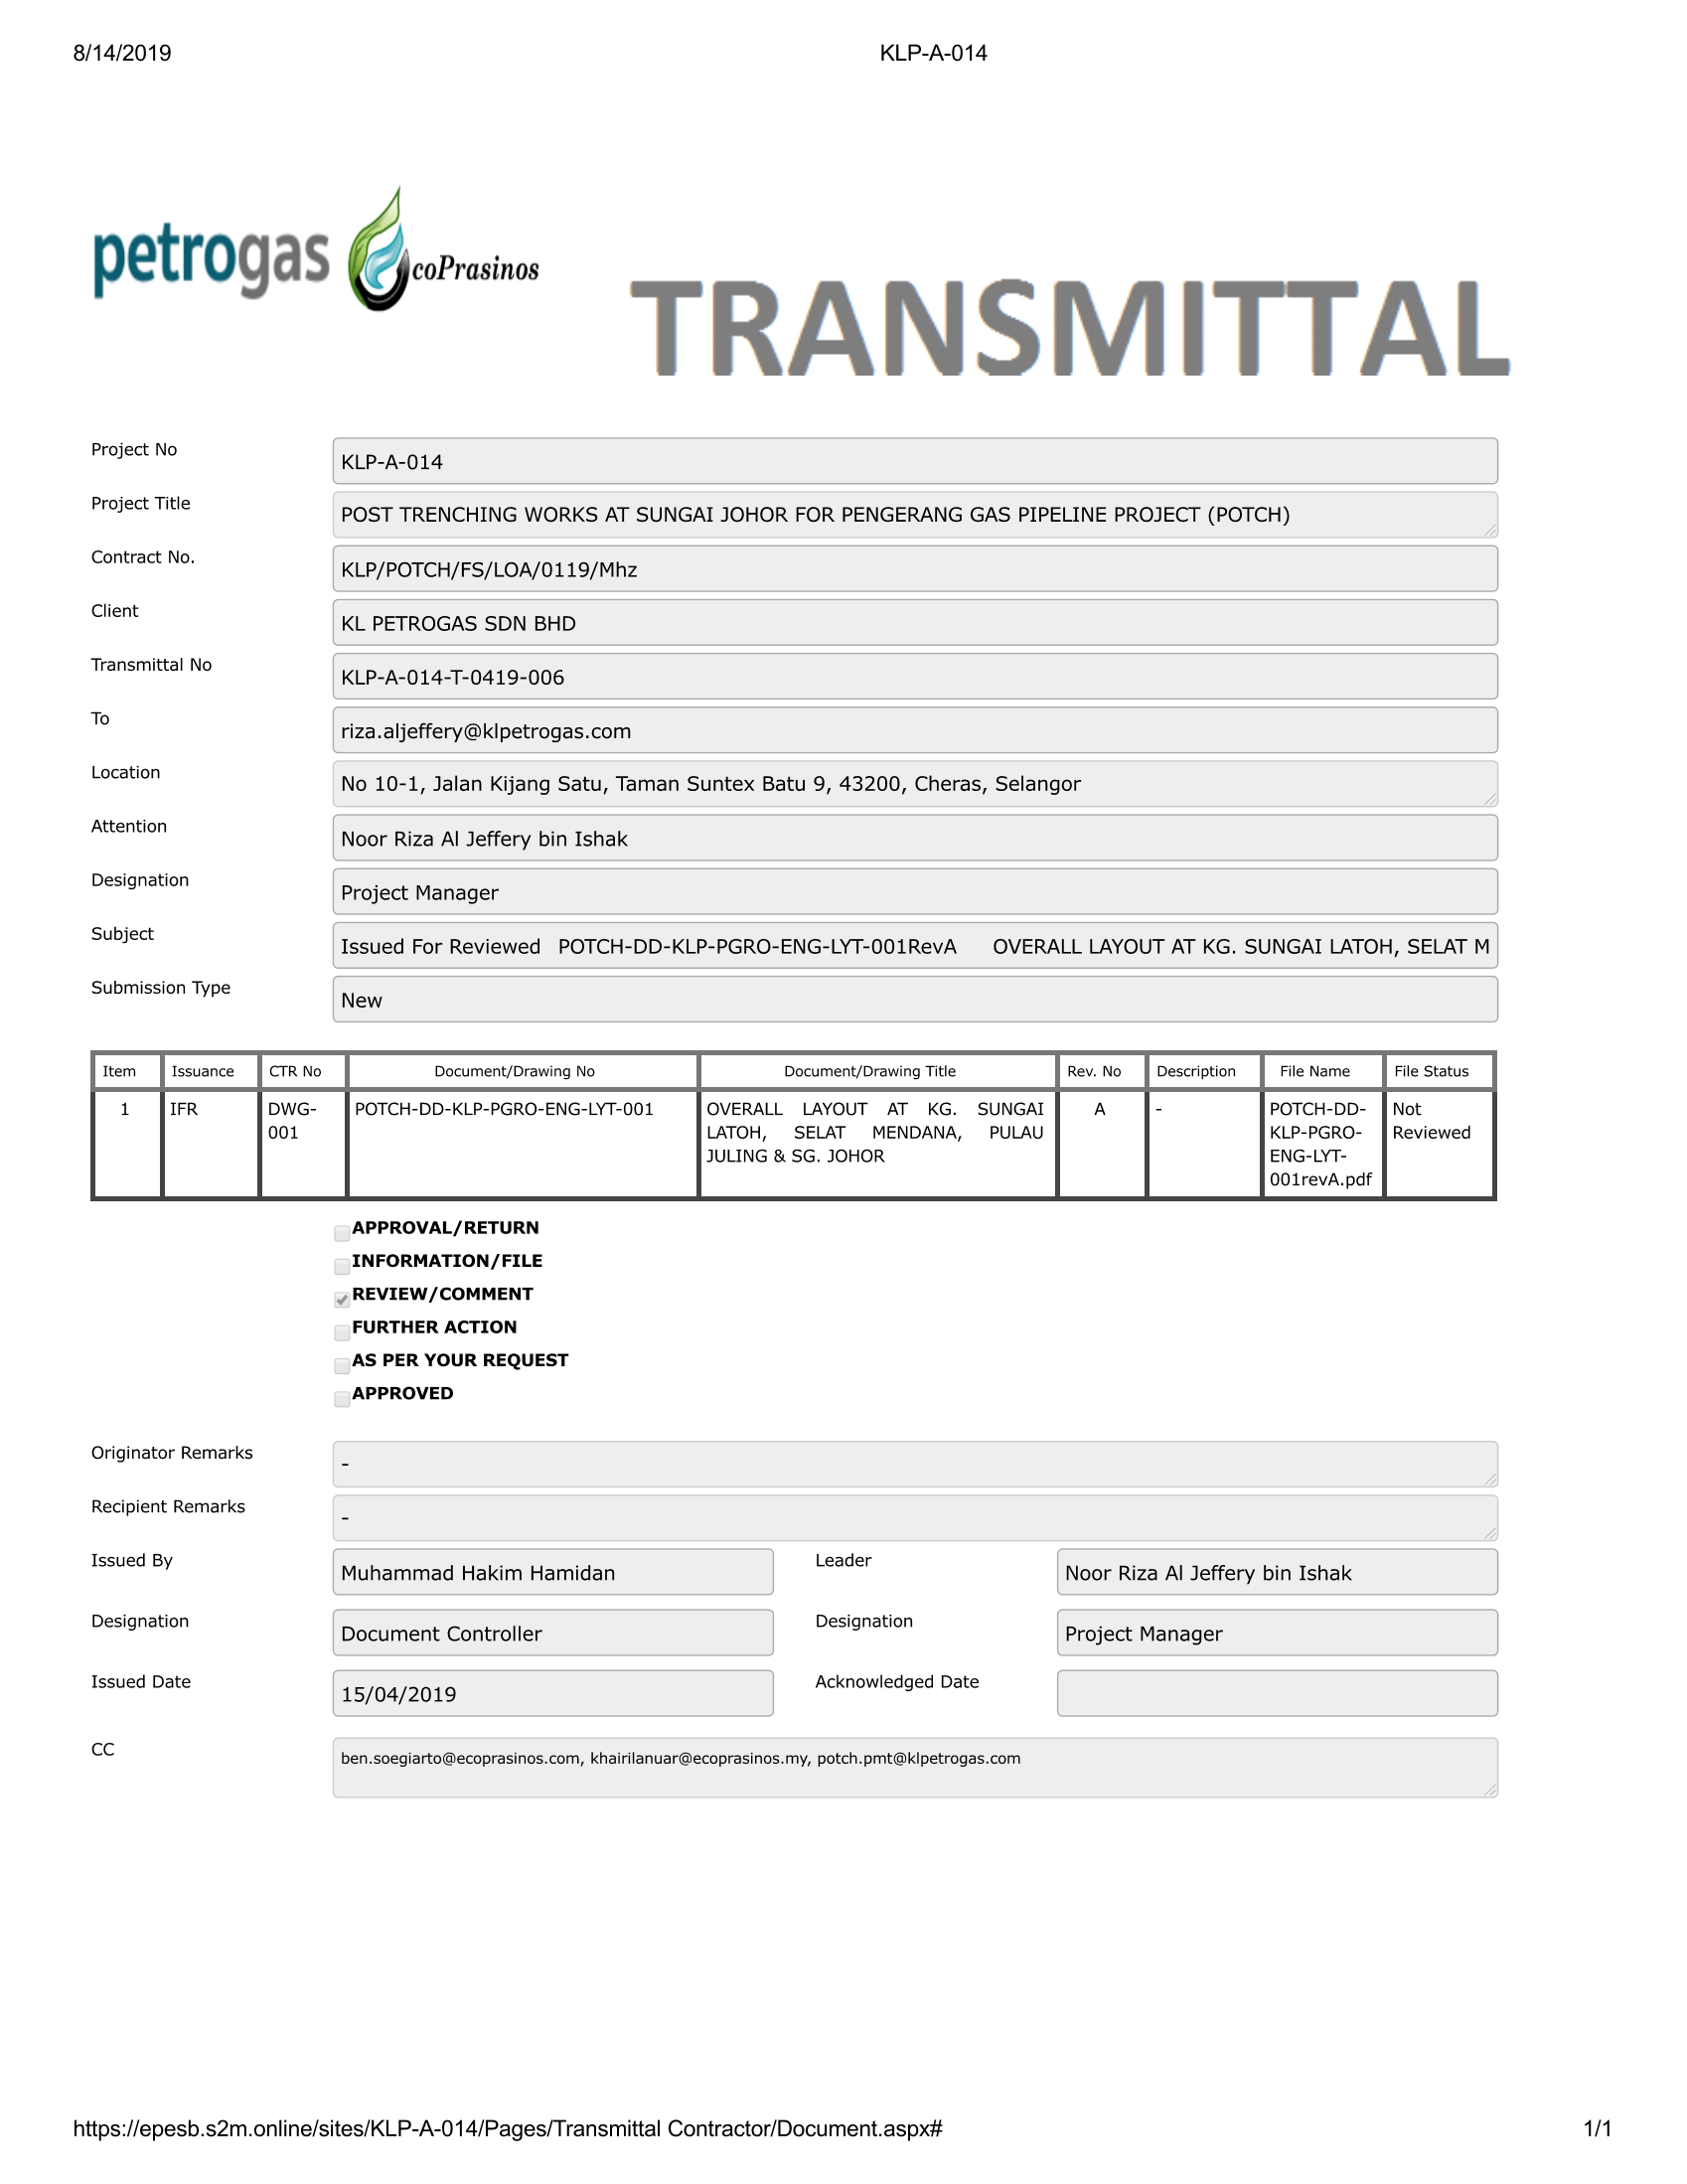 8/14/2019 KLP-A-014
petrogas coPrasinos
TRANSMITTAL
Project No KLP-A-014
Project Title POST TRENCHING WORKS AT SUNGAI JOHOR FOR PENGERANG GAS PIPELINE PROJECT (POTCH)
Contract No. KLP/POTCH/FS/LOA/0119/Mhz
Client KL PETROGAS SDN BHD
Transmittal No KLP-A-014-T-0419-006
To riza.aljeffery@klpetrogas.com
Location No 10-1, Jalan Kijang Satu, Taman Suntex Batu 9, 43200, Cheras, Selangor
Attention Noor Riza Al Jeffery bin Ishak
Designation Project Manager
Subject Issued For Reviewed POTCH-DD-KLP-PGRO-ENG-LYT-001RevA OVERALL LAYOUT AT KG. SUNGAI LATOH, SELAT M
Submission Type New
Item Issuance CTR No Document/Drawing No Document/Drawing Title Rev. No Description File Name File Status
1 IFR DWG- POTCH-DD-KLP-PGRO-ENG-LYT-001 OVERALL LAYOUT AT KG. SUNGAI A - POTCH-DD- Not
001 LATOH, SELAT MENDANA, PULAU KLP-PGRO- Reviewed
JULING & SG. JOHOR ENG-LYT-
001revA.pdf
APPROVAL/RETURN
INFORMATION/FILE
REVIEW/COMMENT
FURTHER ACTION
AS PER YOUR REQUEST
APPROVED
Originator Remarks -
Recipient Remarks -
Issued By Muhammad Hakim Hamidan Leader Noor Riza Al Jeffery bin Ishak
Designation Document Controller Designation Project Manager
Issued Date 15/04/2019 Acknowledged Date
CC ben.soegiarto@ecoprasinos.com, khairilanuar@ecoprasinos.my, potch.pmt@klpetrogas.com
https://epesb.s2m.online/sites/KLP-A-014/Pages/Transmittal Contractor/Document.aspx# 1/1